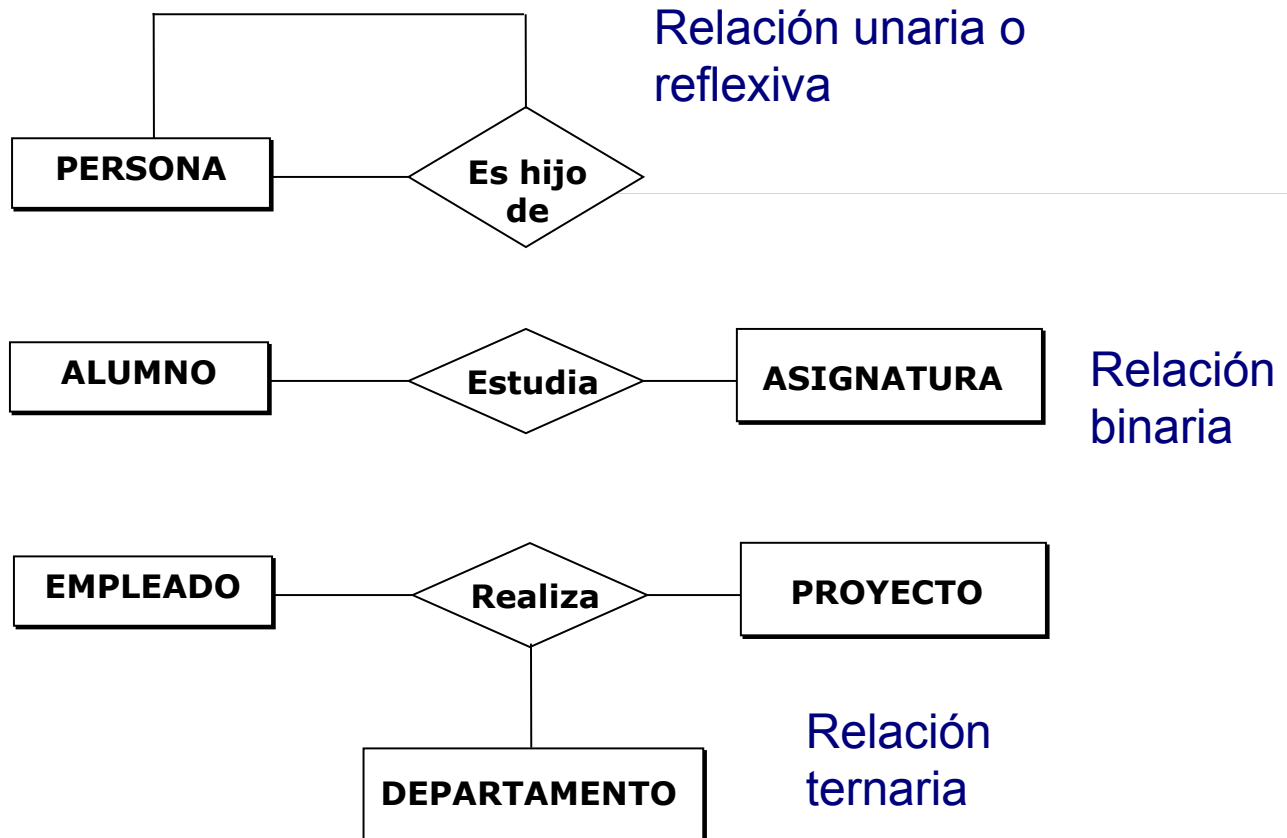 Relación unaria o
reflexiva
PERSONA
Es hijo
de
ALUMNO
Estudia
ASIGNATURA
Relación
binaria
EMPLEADO
Realiza
PROYECTO
Relación
ternaria
DEPARTAMENTO